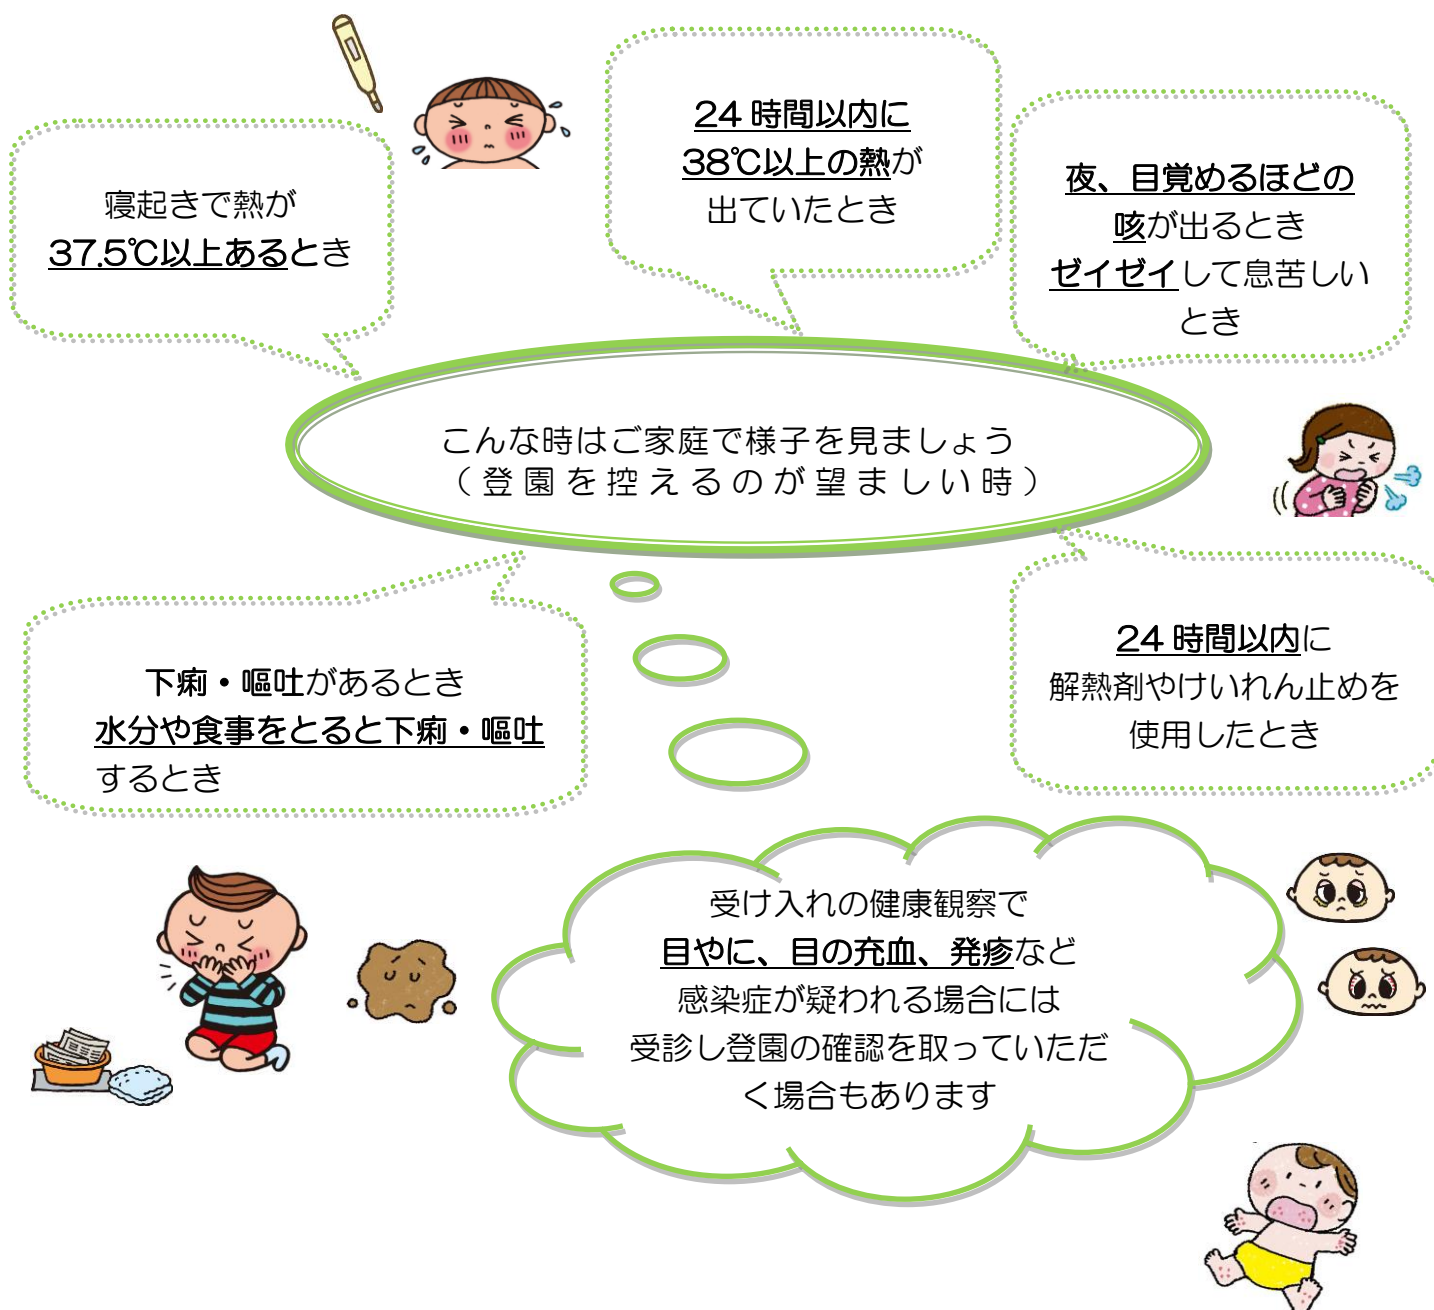 寝起きで熱が
37.5℃以上あるとき
24 時間以内に
38℃以上の熱が
出ていたとき
夜、目覚めるほどの
咳が出るとき
ゼイゼイして息苦しい
とき
こんな時はご家庭で様子を見ましょう
（登園を控えるのが望ましい時）
下痢・嘔吐があるとき
水分や食事をとると下痢・嘔吐
するとき
24 時間以内に
解熱剤やけいれん止めを
使用したとき
受け入れの健康観察で
目やに、目の充血、発疹など
感染症が疑われる場合には
受診し登園の確認を取っていただ
く場合もあります